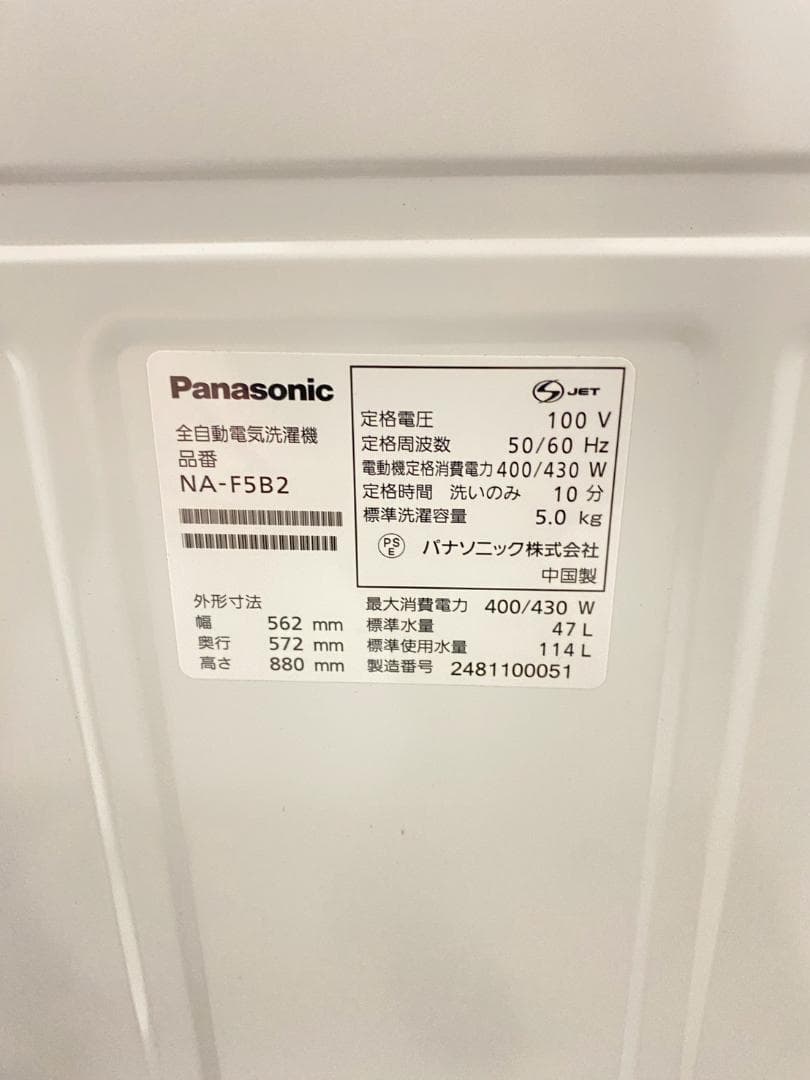 Panasonic
全自動電気洗濯機
品番
NA-F5B2
外形寸法
幅 562 mm
奥行 572 mm
高さ 880 mm
S JET
定格電圧 100 V
定格周波数 50/60 Hz
電動機定格消費電力 400/430 W
定格時間 洗いのみ 10 分
標準洗濯容量 5.0 kg
PSE パナソニック株式会社
中国製
最大消費電力 400/430 W
標準水量 47 L
標準使用水量 114 L
製造番号 2481100051